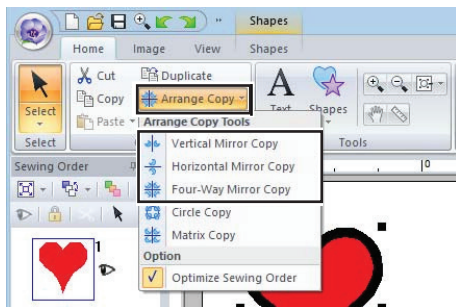 Shapes
Home Image View Shapes
Cut Duplicate
Copy Arrange Copy
Paste
Select
Text Shapes
Arrange Copy Tools
Select
Tools
Vertical Mirror Copy
Sewing Order
Horizontal Mirror Copy
0
Four-Way Mirror Copy
Circle Copy
Matrix Copy
1
Option
Optimize Sewing Order